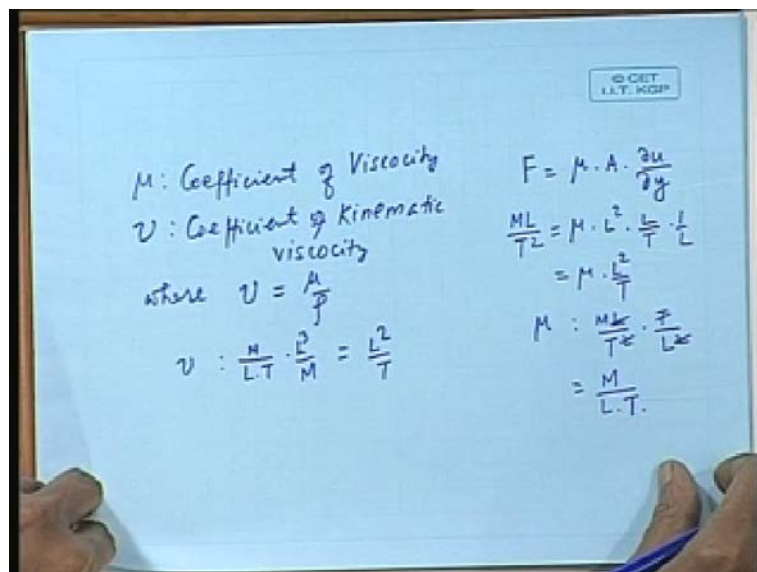 © CET
I.I.T. KGP
μ : Coefficient of Viscocity
υ : Coefficient of Kinematic
viscocity
where υ = μ/ρ
υ : M/L.T · L³/M = L²/T
F = μ · A · ∂u/∂y
ML/T² = μ · L² · L/T · 1/L
= μ · L²/T
μ : ML/T² · T/L²
= M/L.T.